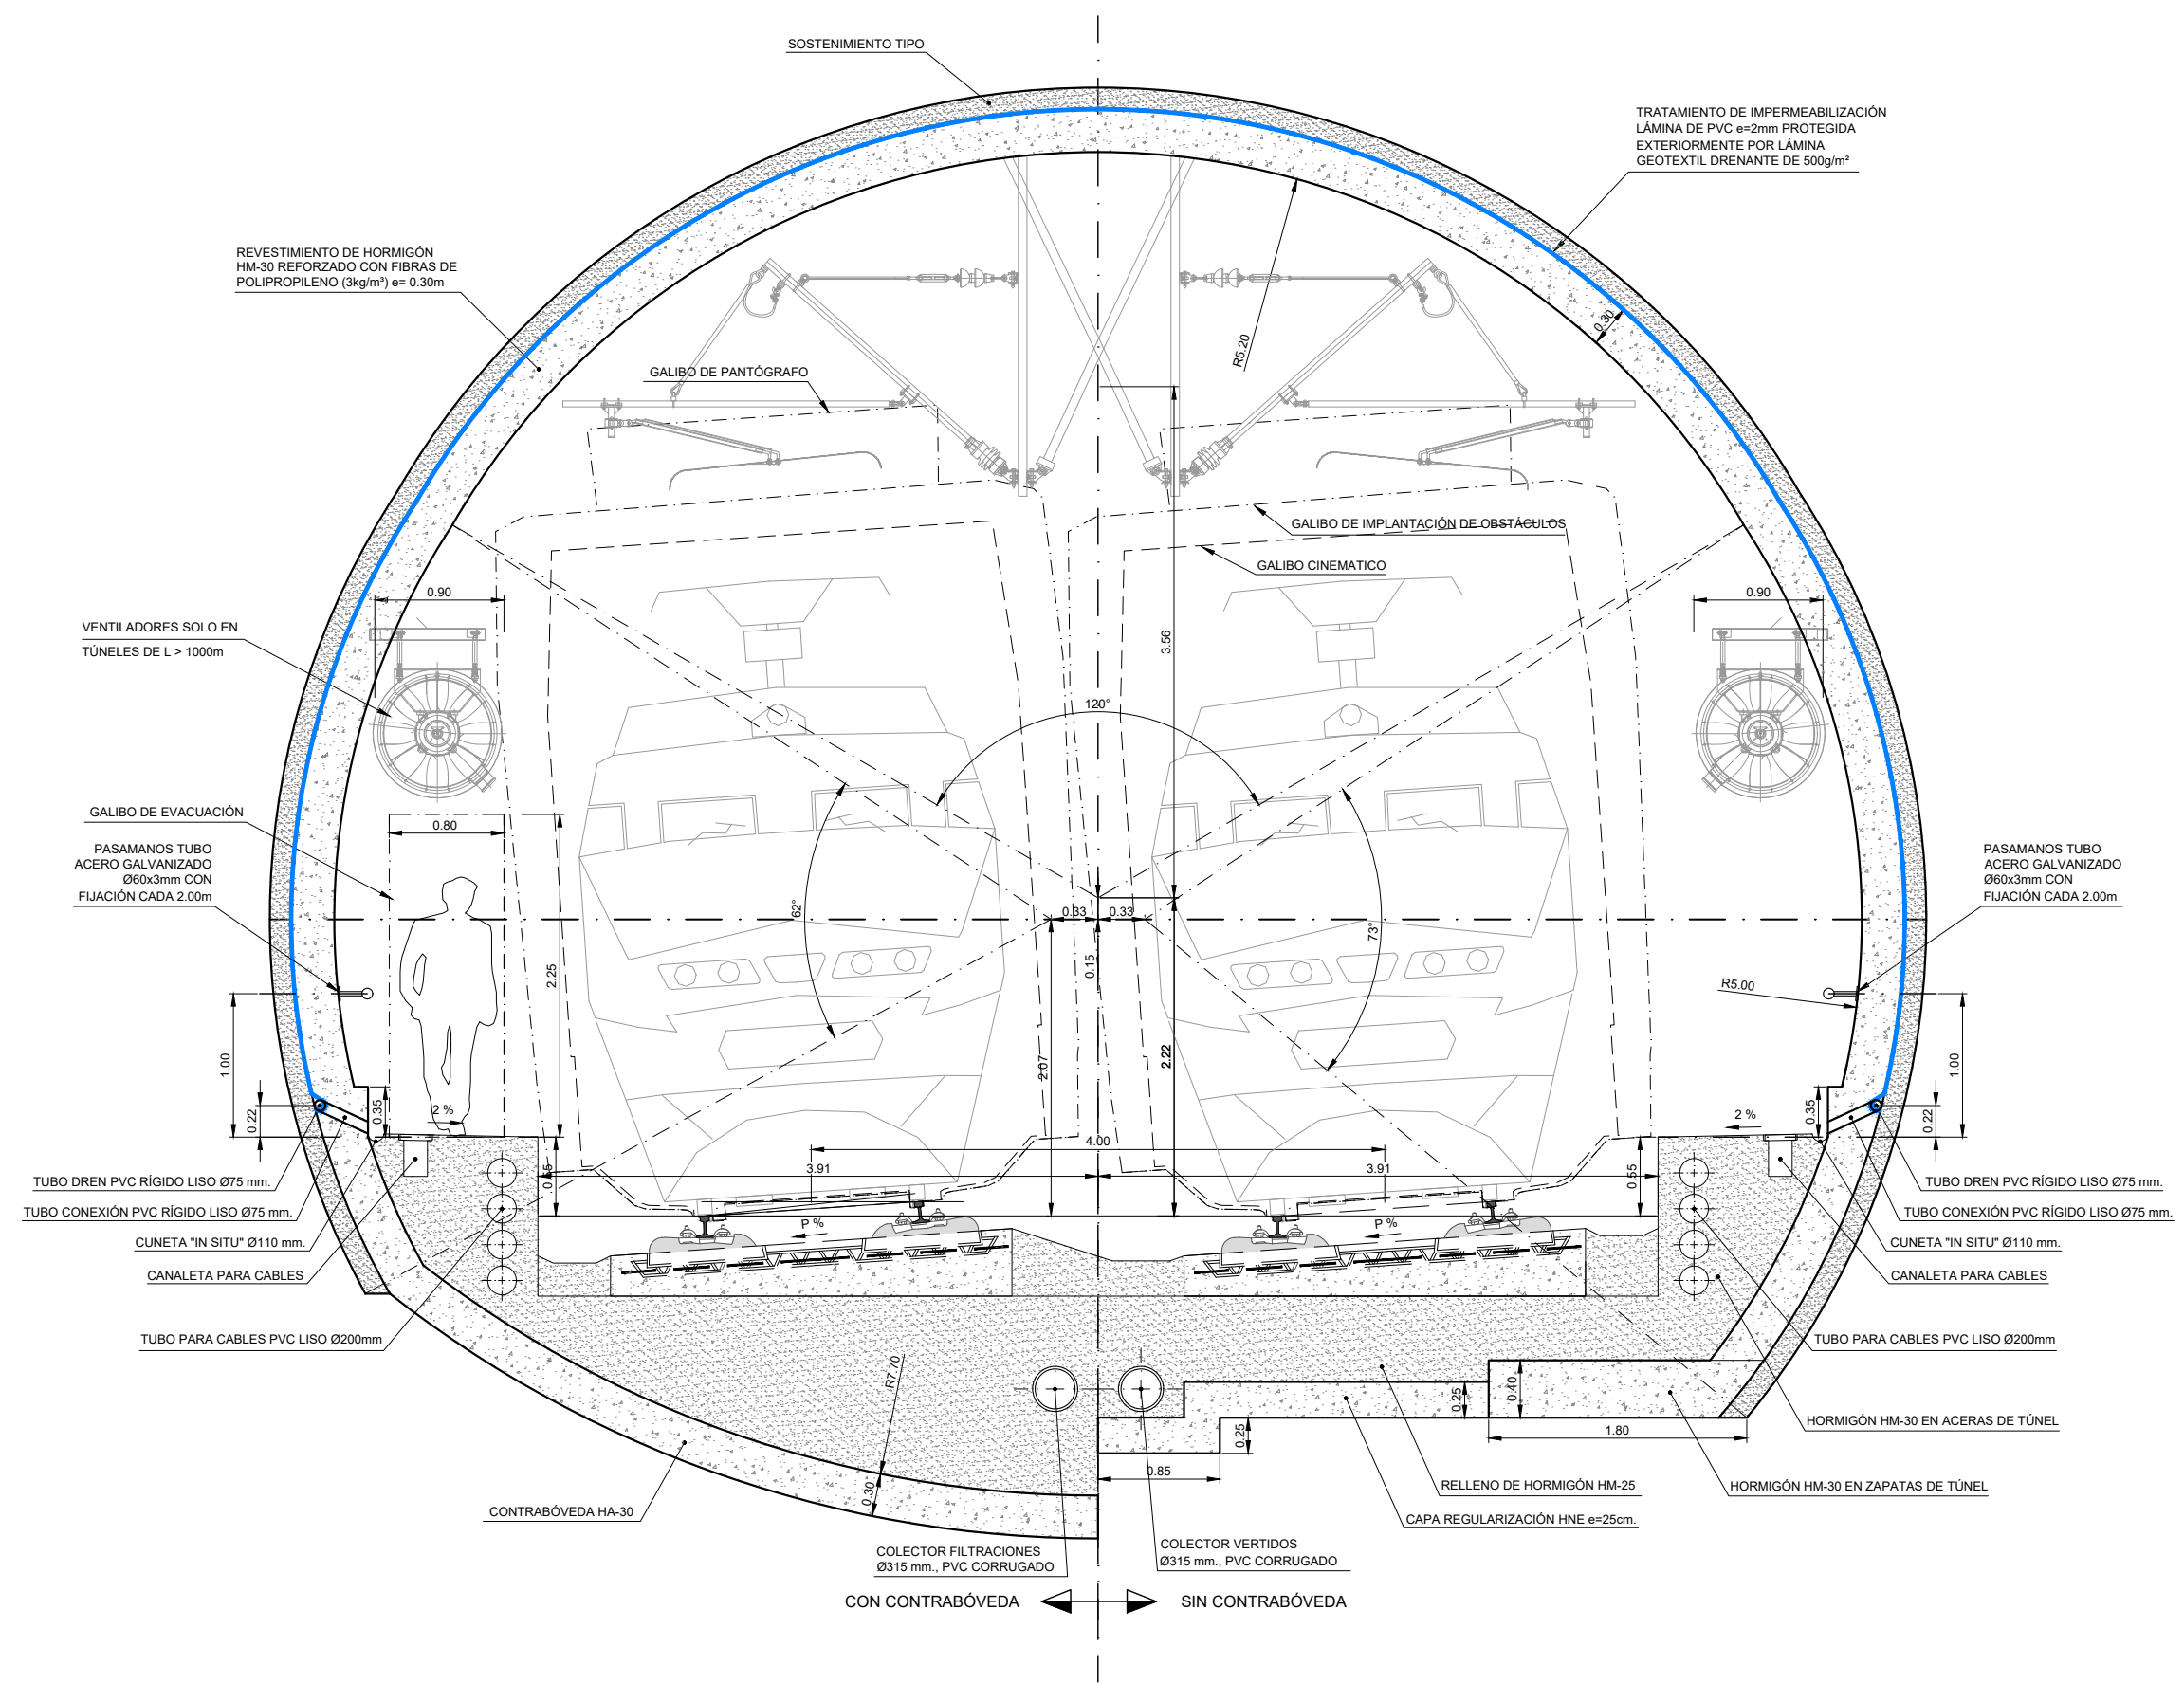 SOSTENIMIENTO TIPO
TRATAMIENTO DE IMPERMEABILIZACIÓN
LÁMINA DE PVC e=2mm PROTEGIDA
EXTERIORMENTE POR LÁMINA
GEOTEXTIL DRENANTE DE 500g/m²
REVESTIMIENTO DE HORMIGÓN
HM-30 REFORZADO CON FIBRAS DE
POLIPROPILENO (3kg/m³) e= 0.30m
0.30
R5.20
GALIBO DE PANTÓGRAFO
GALIBO DE IMPLANTACIÓN DE OBSTÁCULOS
GALIBO CINEMATICO
0.90
0.90
VENTILADORES SOLO EN
TÚNELES DE L > 1000m
3.56
120°
GALIBO DE EVACUACIÓN
0.80
PASAMANOS TUBO
ACERO GALVANIZADO
Ø60x3mm CON
FIJACIÓN CADA 2.00m
PASAMANOS TUBO
ACERO GALVANIZADO
Ø60x3mm CON
FIJACIÓN CADA 2.00m
62°
0.33
0.33
73°
0.15
2.25
R5.00
1.00
2.07
2.22
1.00
0.22
0.35
2 %
2 %
0.35
0.22
4.00
0.55
3.91
3.91
0.55
TUBO DREN PVC RÍGIDO LISO Ø75 mm.
TUBO CONEXIÓN PVC RÍGIDO LISO Ø75 mm.
CUNETA "IN SITU" Ø110 mm.
CANALETA PARA CABLES
TUBO PARA CABLES PVC LISO Ø200mm
P %
P %
TUBO DREN PVC RÍGIDO LISO Ø75 mm.
TUBO CONEXIÓN PVC RÍGIDO LISO Ø75 mm.
CUNETA "IN SITU" Ø110 mm.
CANALETA PARA CABLES
TUBO PARA CABLES PVC LISO Ø200mm
R7.70
0.25
0.40
0.25
1.80
0.85
0.30
HORMIGÓN HM-30 EN ACERAS DE TÚNEL
RELLENO DE HORMIGÓN HM-25
HORMIGÓN HM-30 EN ZAPATAS DE TÚNEL
CONTRABÓVEDA HA-30
CAPA REGULARIZACIÓN HNE e=25cm.
COLECTOR FILTRACIONES
Ø315 mm., PVC CORRUGADO
COLECTOR VERTIDOS
Ø315 mm., PVC CORRUGADO
CON CONTRABÓVEDA
SIN CONTRABÓVEDA